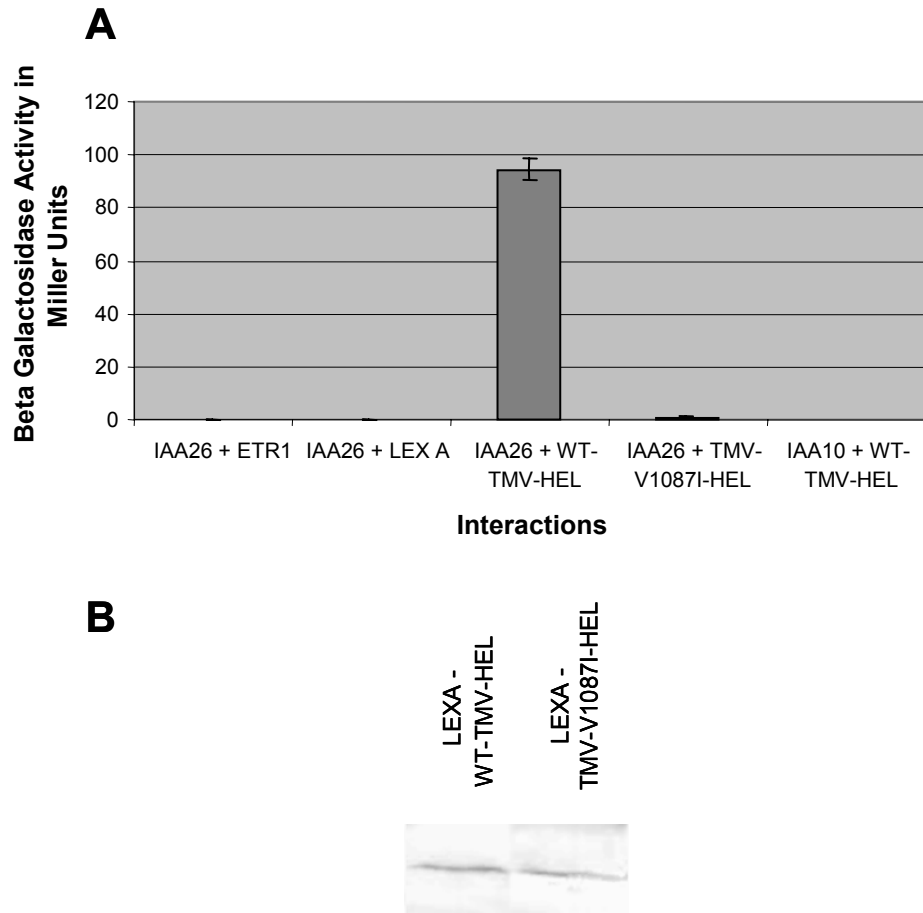 A
Beta Galactosidase Activity in
Miller Units
120
100
80
60
40
20
0
IAA26 + ETR1
IAA26 + LEX A
IAA26 + WT-
TMV-HEL
IAA26 + TMV-
V1087I-HEL
IAA10 + WT-
TMV-HEL
Interactions
B
LEXA -
WT-TMV-HEL
LEXA -
TMV-V1087I-HEL